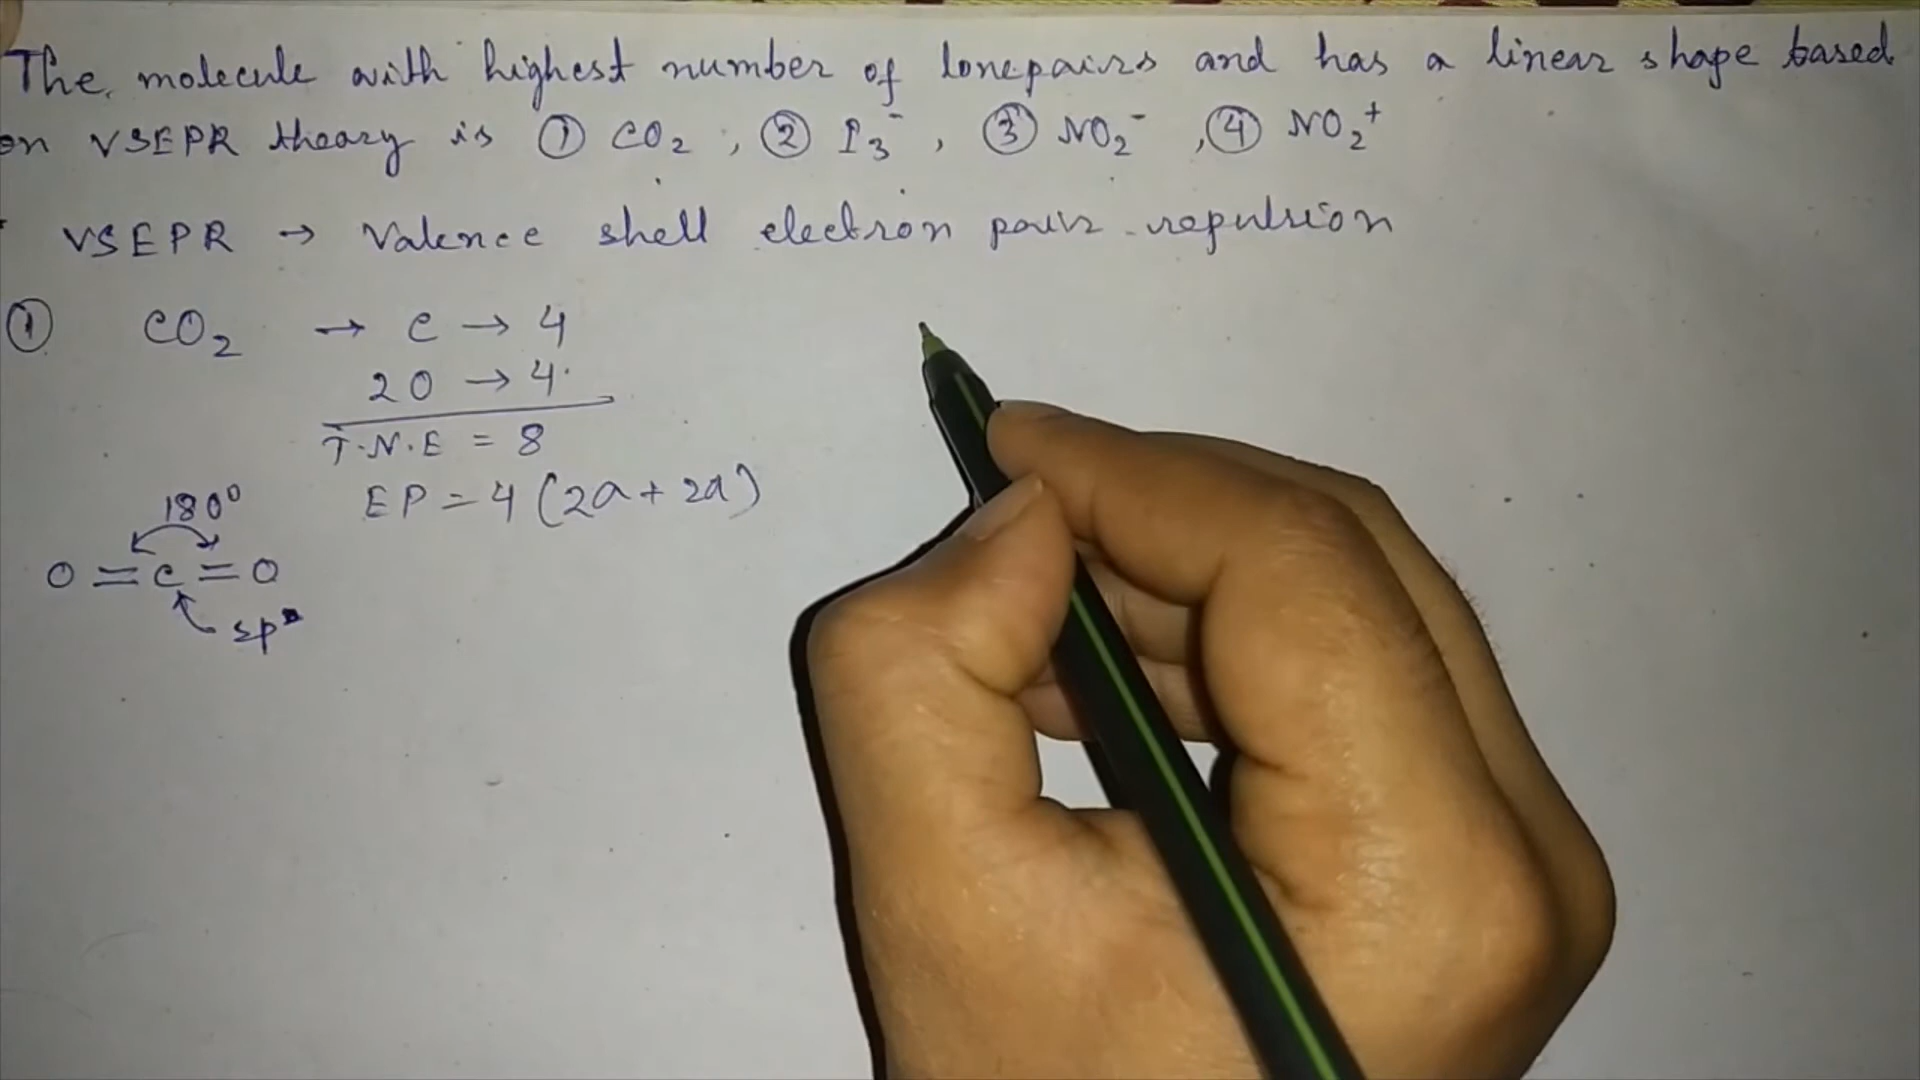 The molecule with highest number of lonepairs and has a linear shape based
on VSEPR theory is ① CO₂, ② I₃⁻, ③ NO₂⁻, ④ NO₂⁺
VSEPR → Valence shell electron pair repulsion
① CO₂ → C → 4
2O → 4
T.N.E = 8
EP = 4 (2σ + 2π)
180°
O=C=O
sp